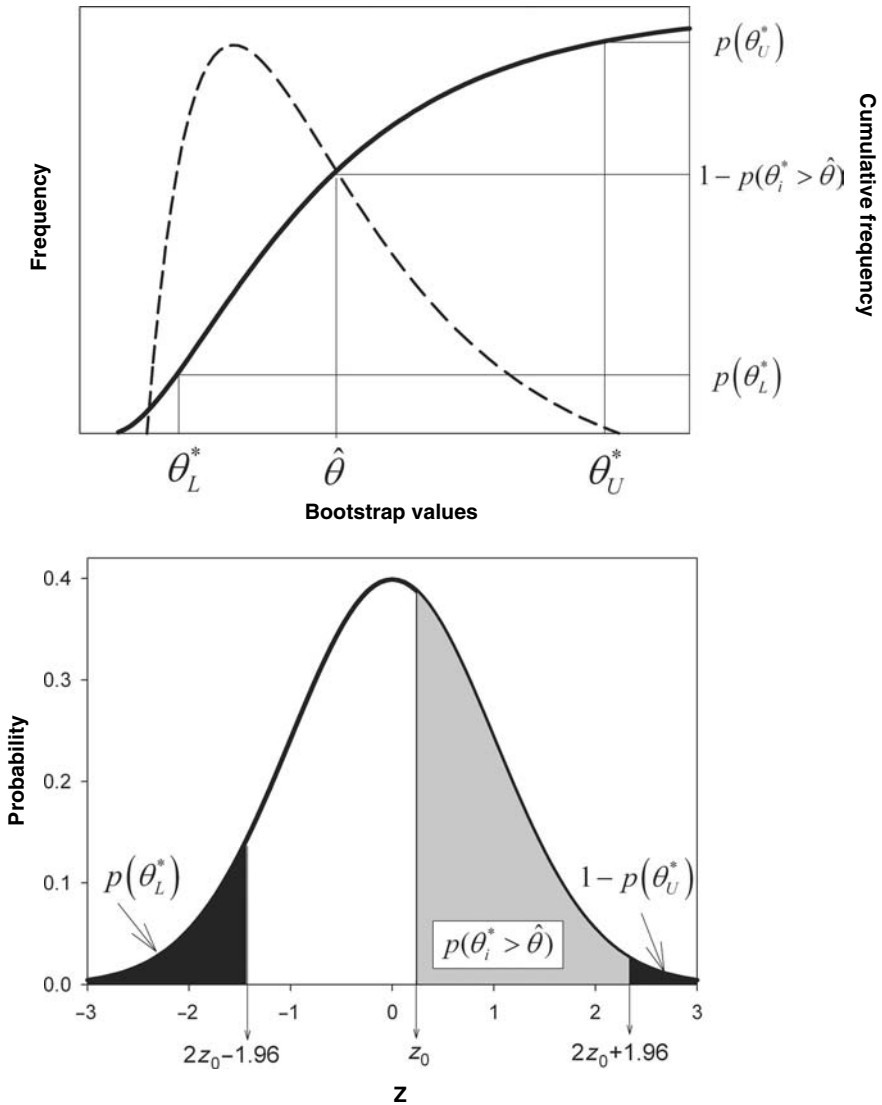 Frequency
Cumulative frequency
p(θ*_U)
1 − p(θ*_i > θ̂)
p(θ*_L)
θ*_L
θ̂
θ*_U
Bootstrap values
Probability
0.4
0.3
0.2
0.1
0.0
p(θ*_L)
1 − p(θ*_U)
p(θ*_i > θ̂)
−3 −2 −1 0 1 2 3
2z₀−1.96 z₀ 2z₀+1.96
Z